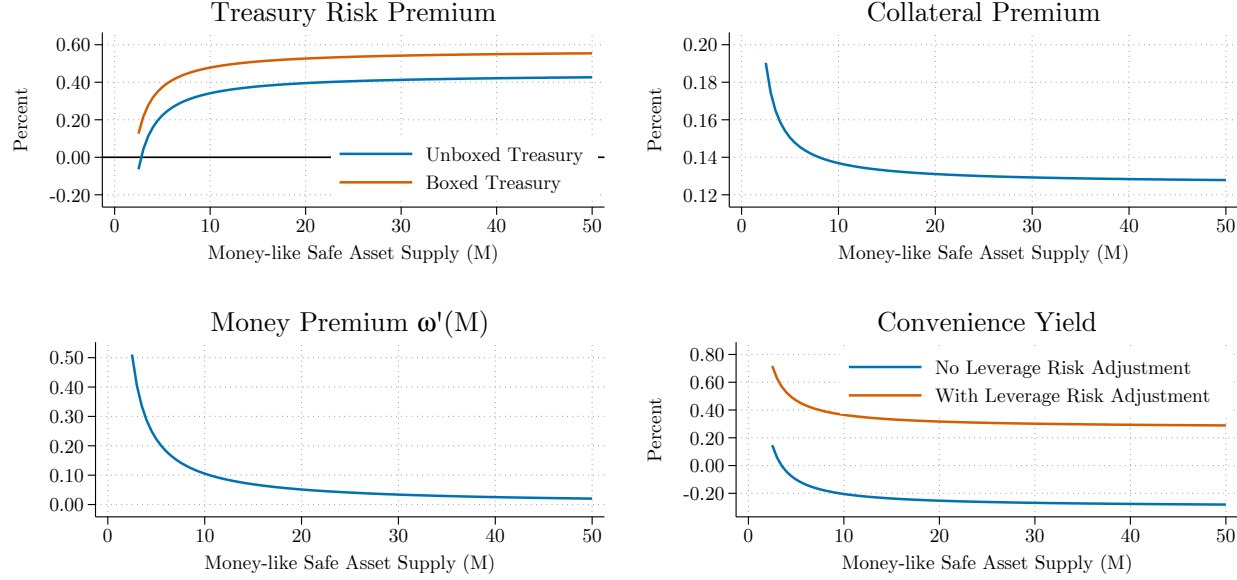 Treasury Risk Premium
Percent
0.60
0.40
0.20
0.00
-0.20
Unboxed Treasury
Boxed Treasury
0 10 20 30 40 50
Money-like Safe Asset Supply (M)
Collateral Premium
Percent
0.20
0.18
0.16
0.14
0.12
0 10 20 30 40 50
Money-like Safe Asset Supply (M)
Money Premium ω'(M)
0.50
0.40
0.30
0.20
0.10
0.00
0 10 20 30 40 50
Money-like Safe Asset Supply (M)
Convenience Yield
Percent
0.80
0.60
0.40
0.20
0.00
-0.20
No Leverage Risk Adjustment
With Leverage Risk Adjustment
0 10 20 30 40 50
Money-like Safe Asset Supply (M)